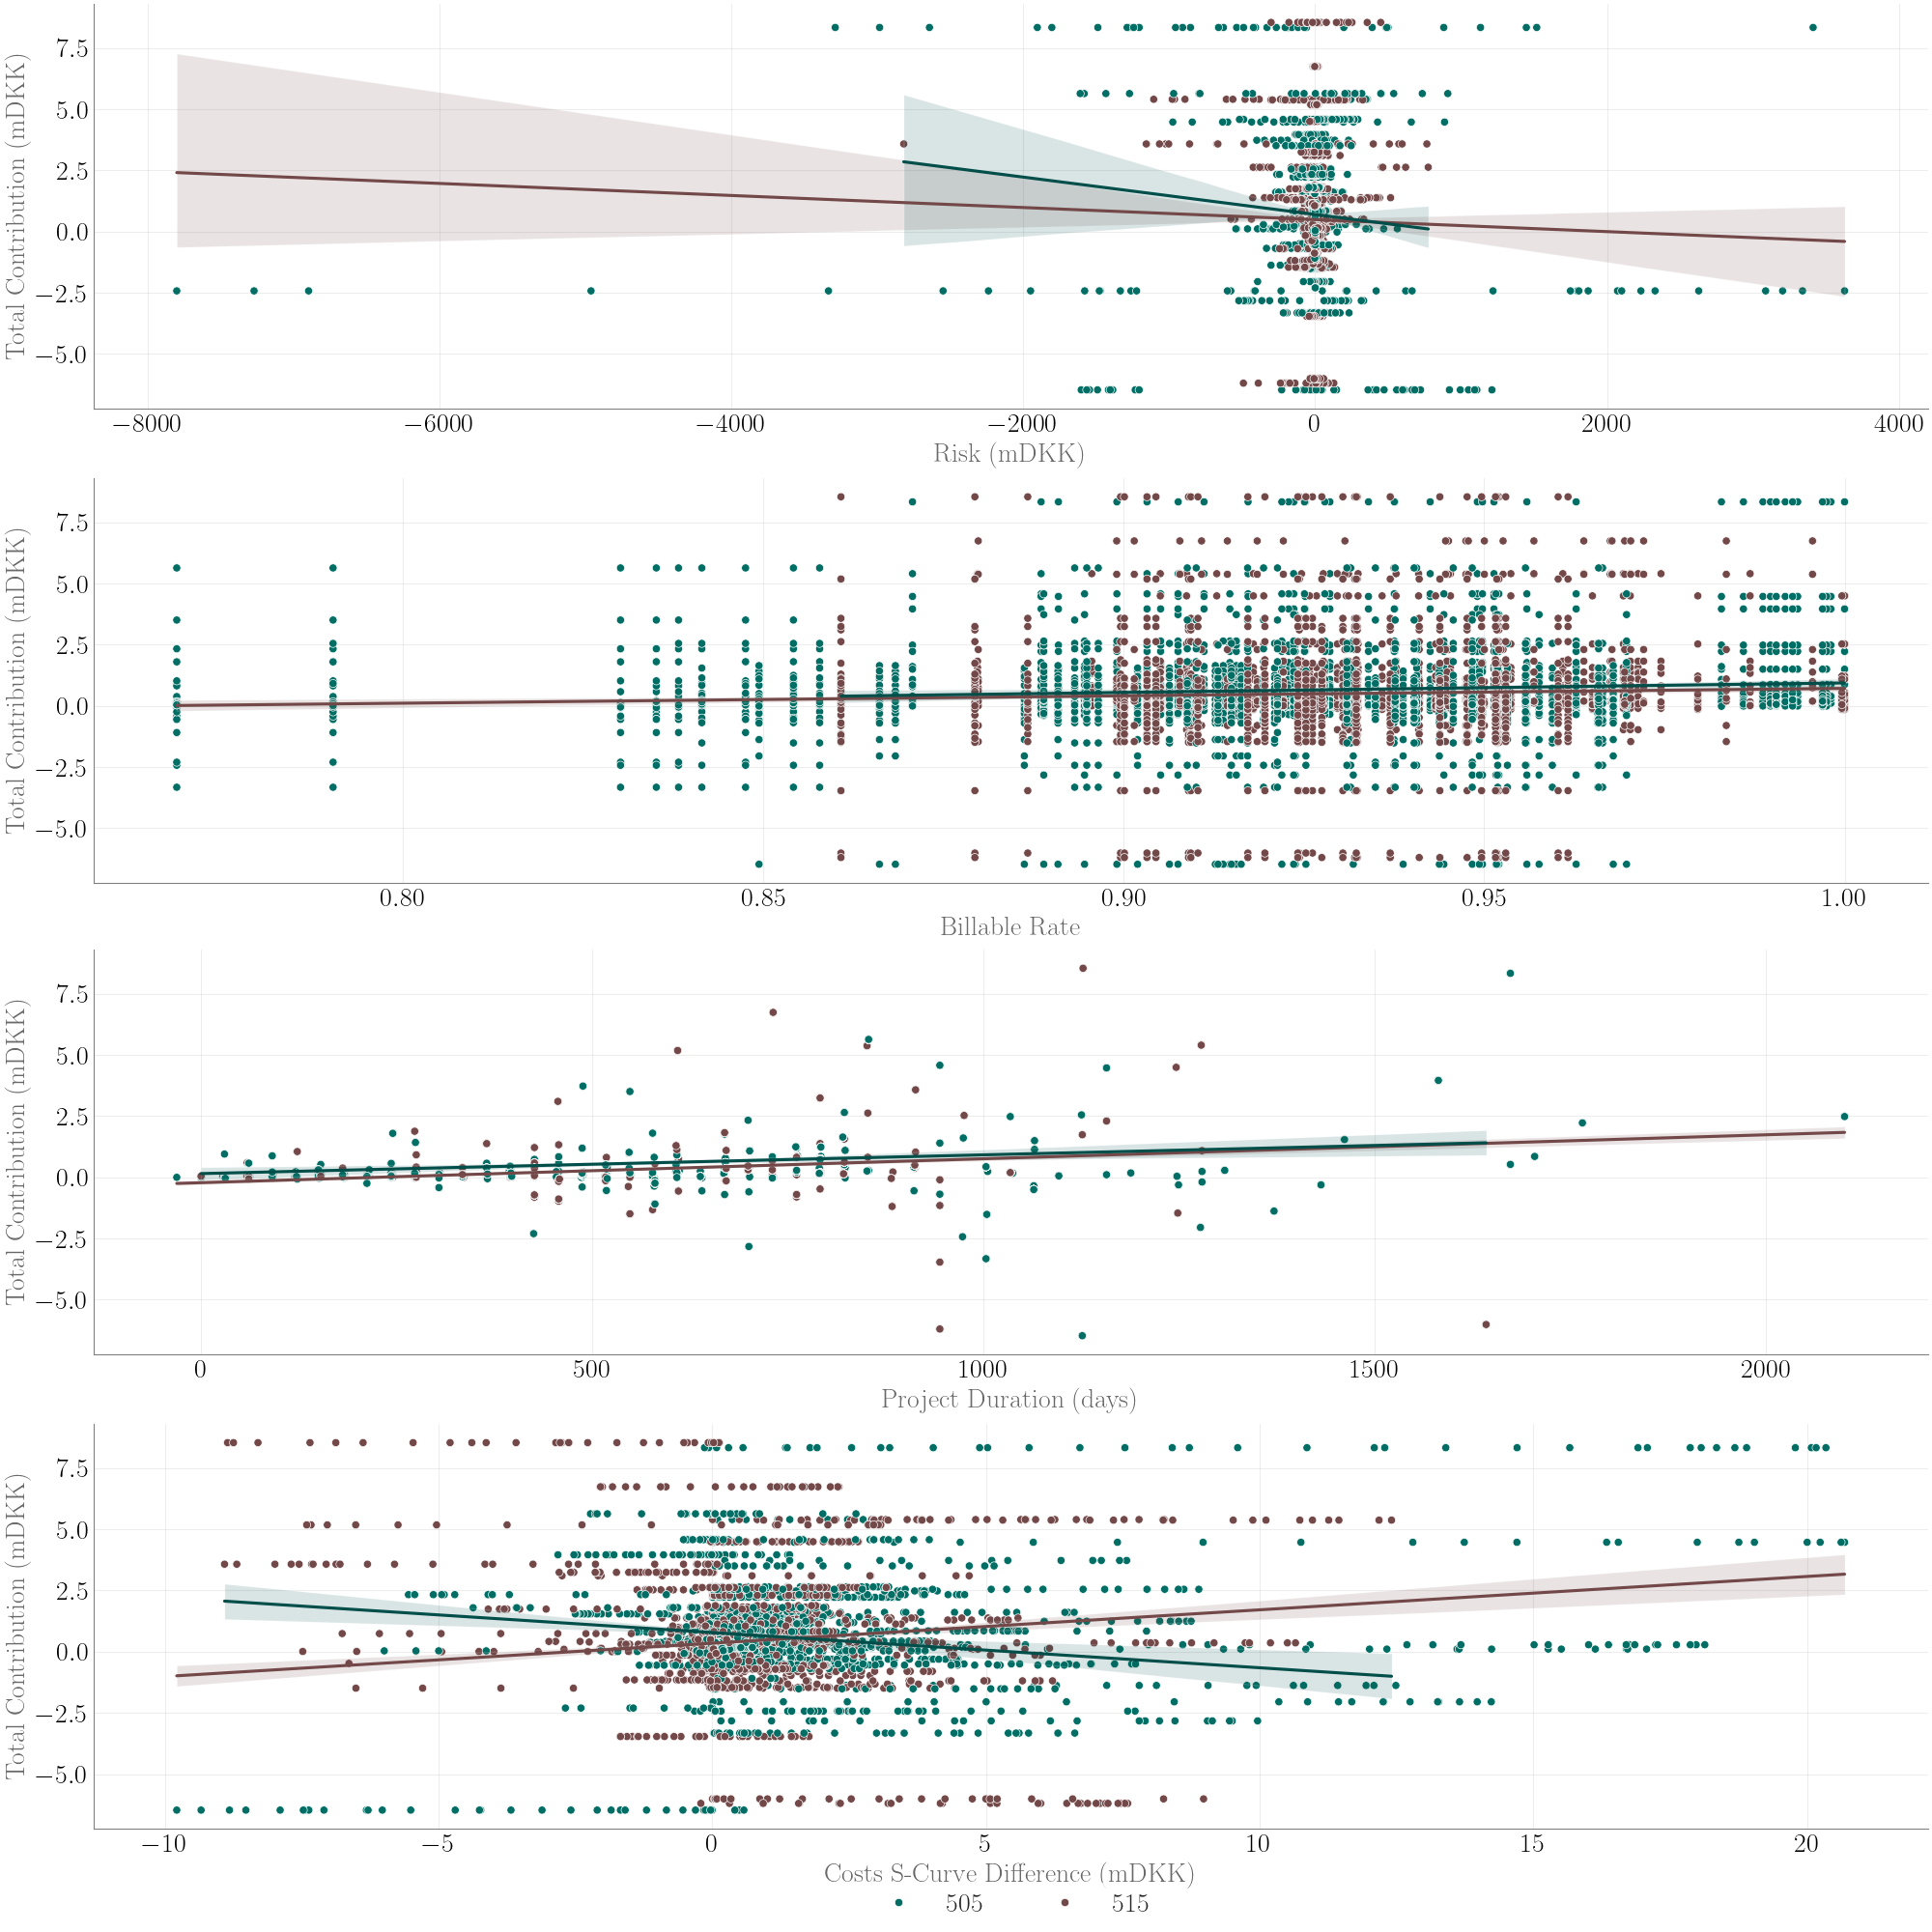 Total Contribution (mDKK)
7.5
5.0
2.5
0.0
−2.5
−5.0
−8000 −6000 −4000 −2000 0 2000 4000
Risk (mDKK)
Total Contribution (mDKK)
7.5
5.0
2.5
0.0
−2.5
−5.0
0.80 0.85 0.90 0.95 1.00
Billable Rate
Total Contribution (mDKK)
7.5
5.0
2.5
0.0
−2.5
−5.0
0 500 1000 1500 2000
Project Duration (days)
Total Contribution (mDKK)
7.5
5.0
2.5
0.0
−2.5
−5.0
−10 −5 0 5 10 15 20
Costs S-Curve Difference (mDKK)
505 515